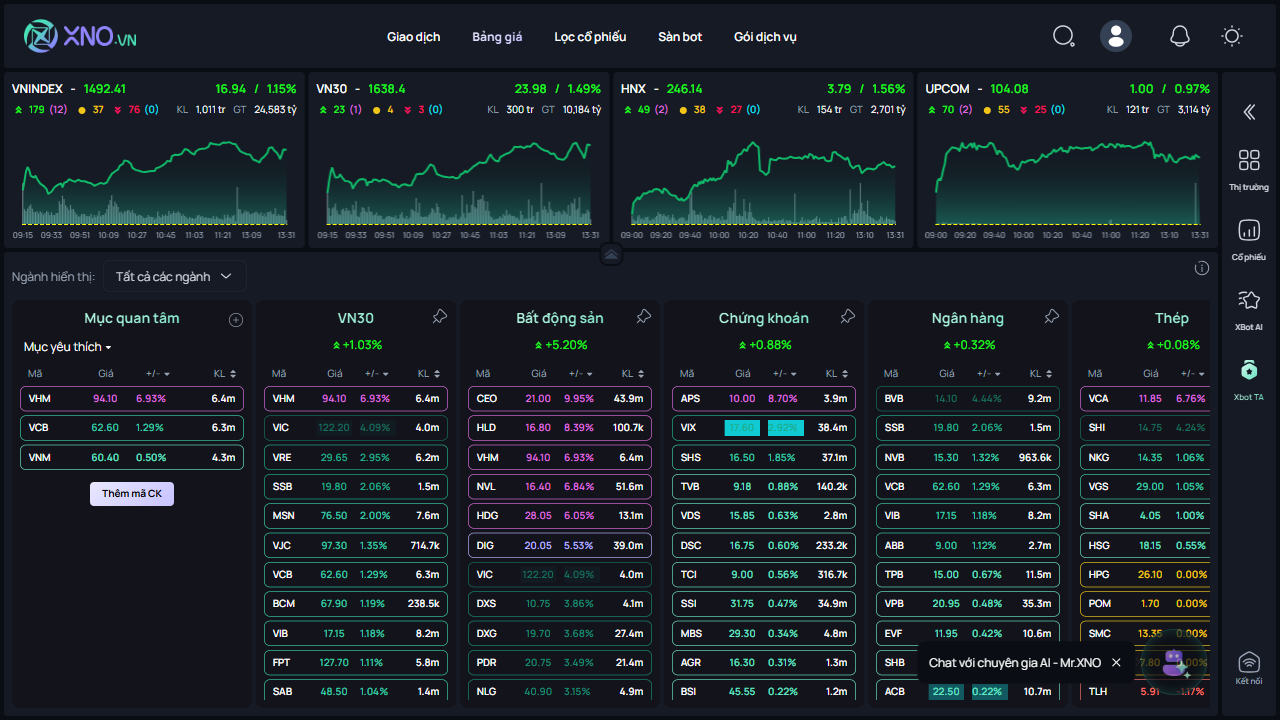 XNO.VN Giao dịch Bảng giá Lọc cổ phiếu Sàn bot Gói dịch vụ
VNINDEX - 1492.41 16.94 / 1.15%
179 (12) 37 76 (0) KL 1,011 tr GT 24,583 tỷ
09:15 09:33 09:51 10:09 10:27 10:45 11:03 11:21 13:09 13:31
VN30 - 1638.4 23.98 / 1.49%
23 (1) 4 3 (0) KL 300 tr GT 10,184 tỷ
09:15 09:33 09:51 10:09 10:27 10:45 11:03 11:21 13:09 13:31
HNX - 246.14 3.79 / 1.56%
49 (2) 38 27 (0) KL 154 tr GT 2,701 tỷ
09:00 09:20 09:40 10:00 10:20 10:40 11:00 11:20 13:10 13:31
UPCOM - 104.08 1.00 / 0.97%
70 (2) 55 25 (0) KL 121 tr GT 3,114 tỷ
09:00 09:20 09:40 10:00 10:20 10:40 11:00 11:20 13:10 13:31
Ngành hiển thị: Tất cả các ngành
Mục quan tâm
Mục yêu thích
Mã Giá +/- KL
VHM 94.10 6.93% 6.4m
VCB 62.60 1.29% 6.3m
VNM 60.40 0.50% 4.3m
Thêm mã CK
VN30
+1.03%
Mã Giá +/- KL
VHM 94.10 6.93% 6.4m
VIC 122.20 4.09% 4.0m
VRE 29.65 2.95% 6.2m
SSB 19.80 2.06% 1.5m
MSN 76.50 2.00% 7.6m
VJC 97.30 1.35% 714.7k
VCB 62.60 1.29% 6.3m
BCM 67.90 1.19% 238.5k
VIB 17.15 1.18% 8.2m
FPT 127.70 1.11% 5.8m
SAB 48.50 1.04% 1.4m
Bất động sản
+5.20%
Mã Giá +/- KL
CEO 21.00 9.95% 43.9m
HLD 16.80 8.39% 100.7k
VHM 94.10 6.93% 6.4m
NVL 16.40 6.84% 51.6m
HDG 28.05 6.05% 13.1m
DIG 20.05 5.53% 39.0m
VIC 122.20 4.09% 4.0m
DXS 10.75 3.86% 4.1m
DXG 19.70 3.68% 27.4m
PDR 20.75 3.49% 21.4m
NLG 40.90 3.15% 4.9m
Chứng khoán
+0.88%
Mã Giá +/- KL
APS 10.00 8.70% 3.9m
VIX 17.60 2.92% 38.4m
SHS 16.50 1.85% 37.1m
TVB 9.18 0.88% 140.2k
VDS 15.85 0.63% 2.8m
DSC 16.75 0.60% 233.2k
TCI 9.00 0.56% 316.7k
SSI 31.75 0.47% 34.9m
MBS 29.30 0.34% 4.8m
AGR 16.30 0.31% 1.3m
BSI 45.55 0.22% 1.2m
Ngân hàng
+0.32%
Mã Giá +/- KL
BVB 14.10 4.44% 9.2m
SSB 19.80 2.06% 1.5m
NVB 15.30 1.32% 963.6k
VCB 62.60 1.29% 6.3m
VIB 17.15 1.18% 8.2m
ABB 9.00 1.12% 2.7m
TPB 15.00 0.67% 11.5m
VPB 20.95 0.48% 35.3m
EVF 11.95 0.42% 10.6m
SHB
ACB 22.50 0.22% 10.7m
Thép
+0.08%
Mã Giá +/-
VCA 11.85 6.76%
SHI 14.75 4.24%
NKG 14.35 1.06%
VGS 29.00 1.05%
SHA 4.05 1.00%
HSG 18.15 0.55%
HPG 26.10 0.00%
POM 1.70 0.00%
SMC 13.35 0.00%
7.80 0.00%
TLH 5.91
Chat với chuyên gia AI - Mr.XNO
Thị trường
Cổ phiếu
XBot AI
Xbot TA
Kết nối